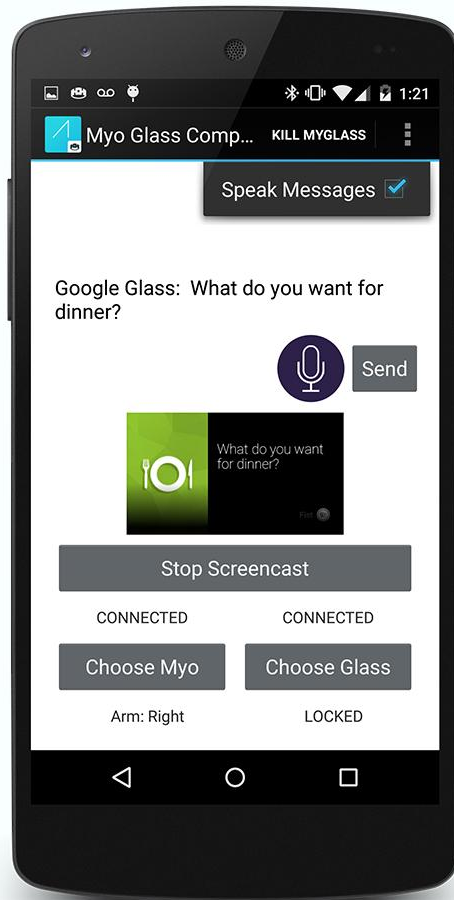 1:21
Myo Glass Comp... KILL MYGLASS
Speak Messages
Google Glass:  What do you want for
dinner?
Send
What do you want
for dinner?
Stop Screencast
CONNECTED CONNECTED
Choose Myo Choose Glass
Arm: Right LOCKED